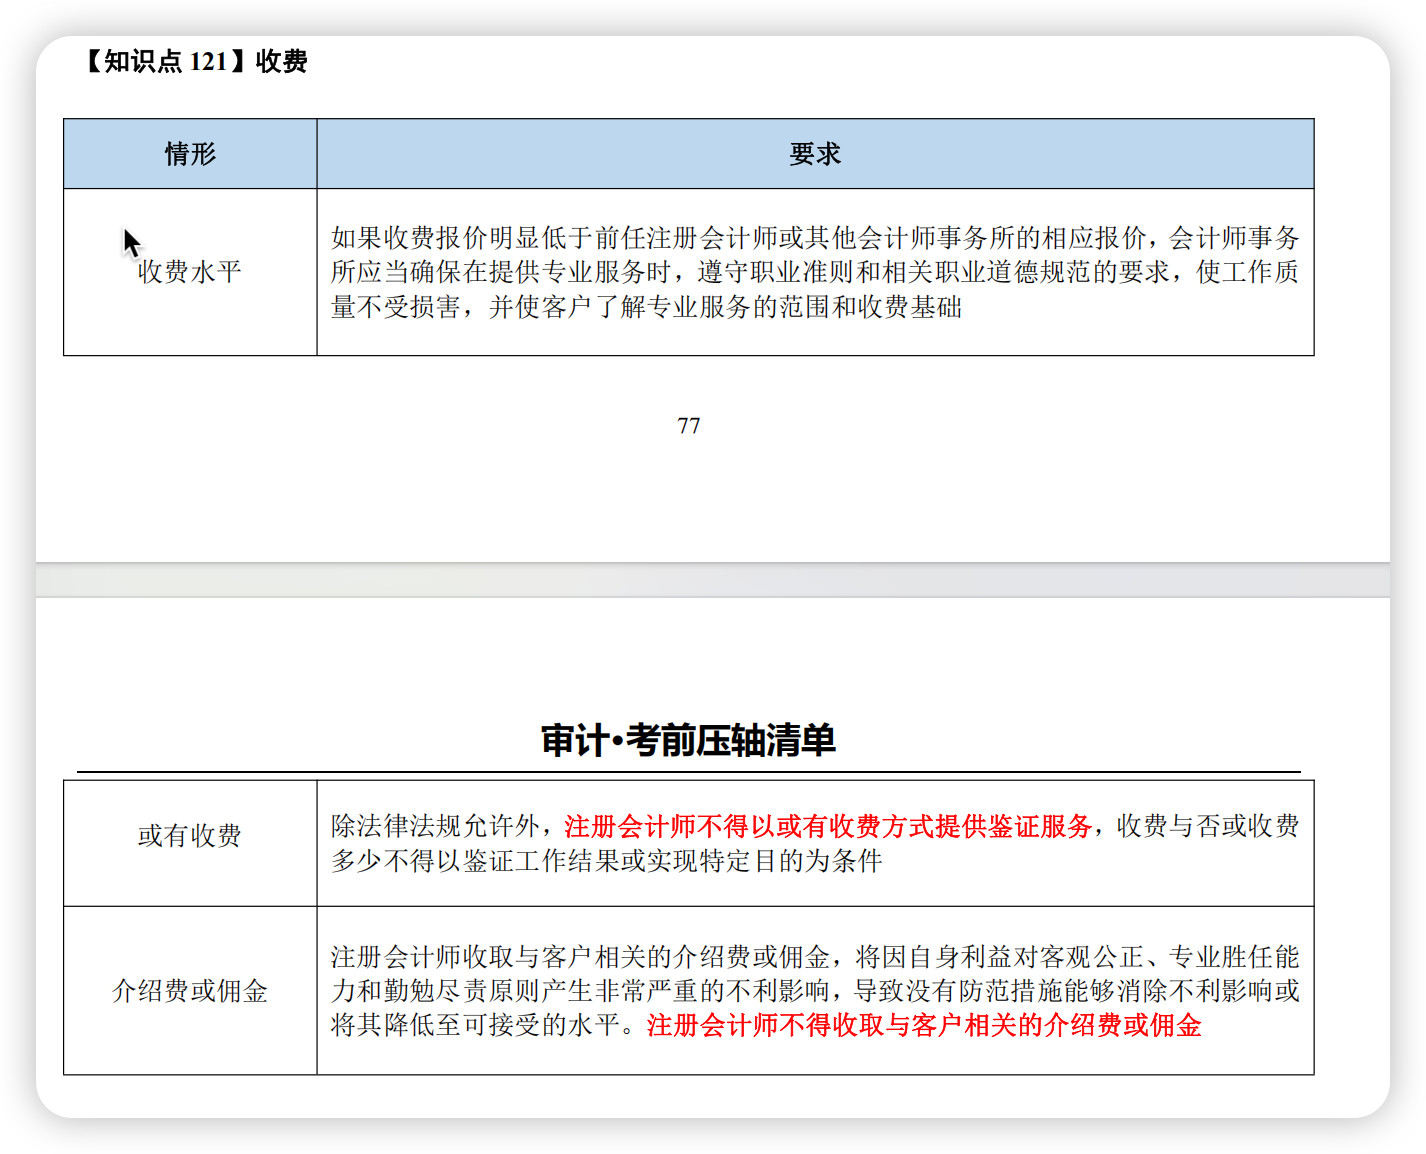 【知识点 121】收费
情形
要求
收费水平
如果收费报价明显低于前任注册会计师或其他会计师事务所的相应报价，会计师事务
所应当确保在提供专业服务时，遵守职业准则和相关职业道德规范的要求，使工作质
量不受损害，并使客户了解专业服务的范围和收费基础
77
审计·考前压轴清单
或有收费
除法律法规允许外，注册会计师不得以或有收费方式提供鉴证服务，收费与否或收费
多少不得以鉴证工作结果或实现特定目的为条件
介绍费或佣金
注册会计师收取与客户相关的介绍费或佣金，将因自身利益对客观公正、专业胜任能
力和勤勉尽责原则产生非常严重的不利影响，导致没有防范措施能够消除不利影响或
将其降低至可接受的水平。注册会计师不得收取与客户相关的介绍费或佣金